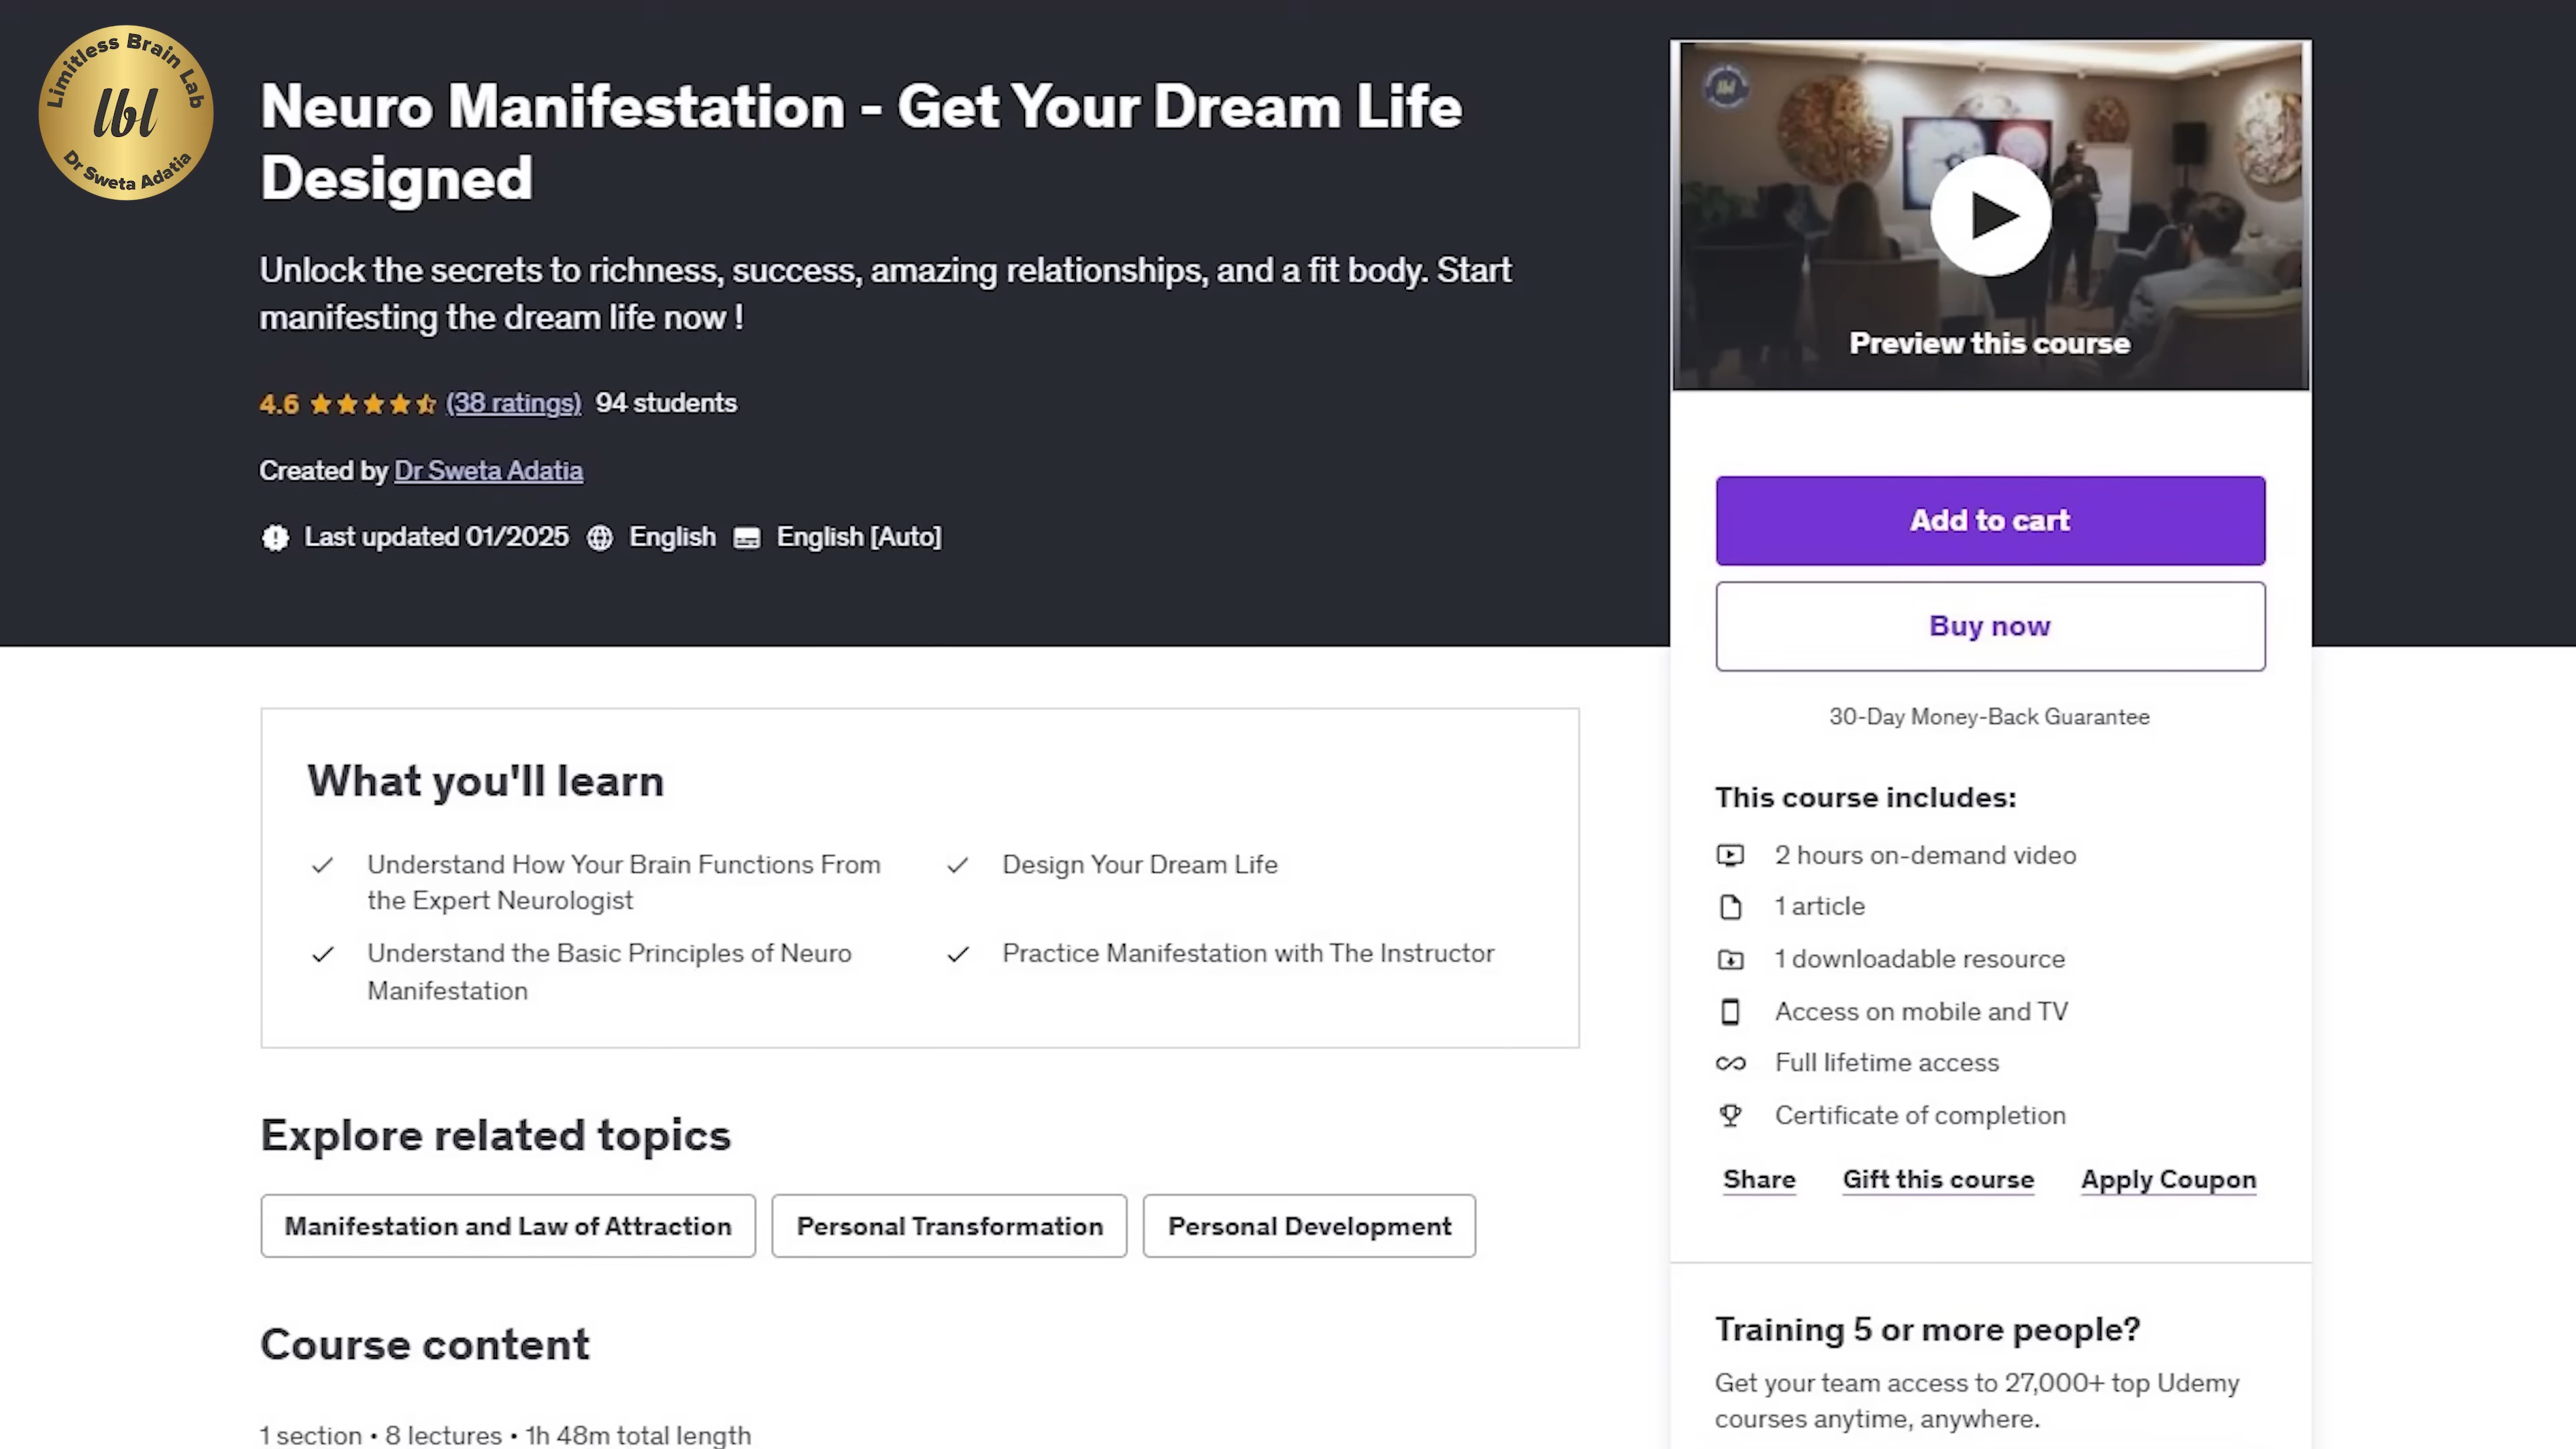 Limitless Brain Lab
lbl
Dr Sweta Adatia
Neuro Manifestation - Get Your Dream Life
Designed
Unlock the secrets to richness, success, amazing relationships, and a fit body. Start
manifesting the dream life now !
4.6 (38 ratings) 94 students
Created by Dr Sweta Adatia
Last updated 01/2025 English English [Auto]
What you'll learn
Understand How Your Brain Functions From
the Expert Neurologist
Design Your Dream Life
Understand the Basic Principles of Neuro
Manifestation
Practice Manifestation with The Instructor
Explore related topics
Manifestation and Law of Attraction
Personal Transformation
Personal Development
Course content
1 section • 8 lectures • 1h 48m total length
lbl
Preview this course
Add to cart
Buy now
30-Day Money-Back Guarantee
This course includes:
2 hours on-demand video
1 article
1 downloadable resource
Access on mobile and TV
Full lifetime access
Certificate of completion
Share Gift this course Apply Coupon
Training 5 or more people?
Get your team access to 27,000+ top Udemy
courses anytime, anywhere.